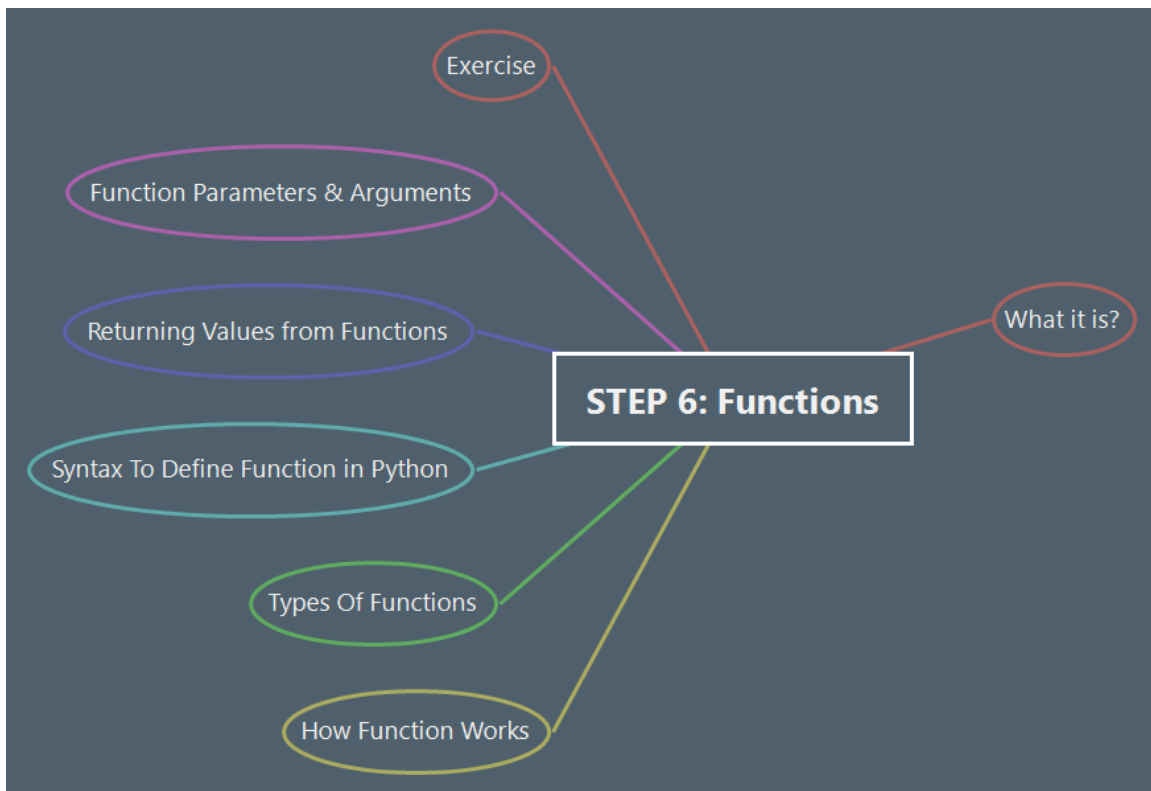 Exercise
Function Parameters & Arguments
What it is?
Returning Values from Functions
STEP 6: Functions
Syntax To Define Function in Python
Types Of Functions
How Function Works